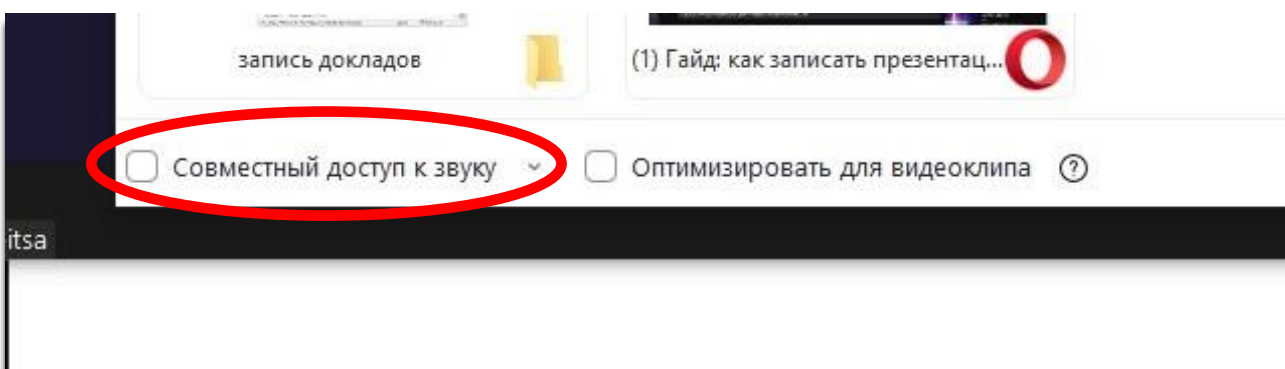 запись докладов
(1) Гайд: как записать презентац...
Совместный доступ к звуку
Оптимизировать для видеоклипа
itsa